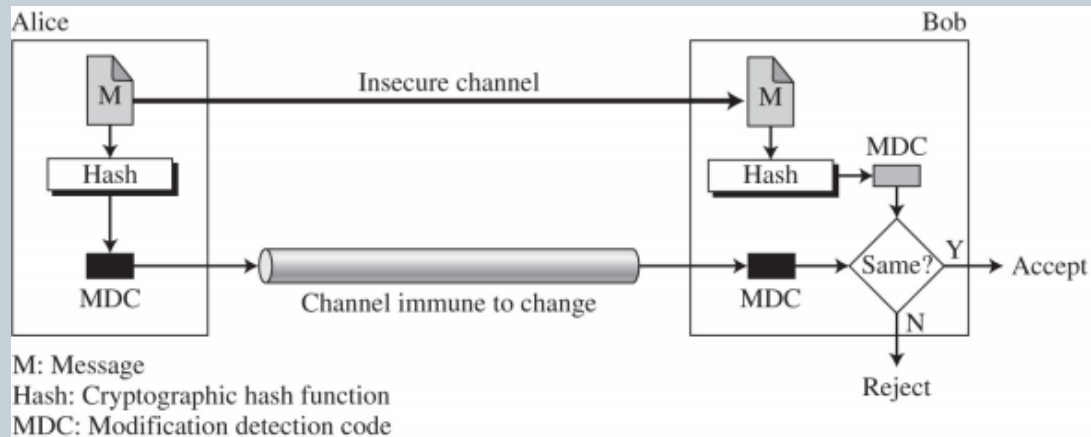 Alice
Bob
Insecure channel
M
M
Hash
Hash
MDC
MDC
Channel immune to change
MDC
Same?
Y
Accept
N
Reject
M: Message
Hash: Cryptographic hash function
MDC: Modification detection code